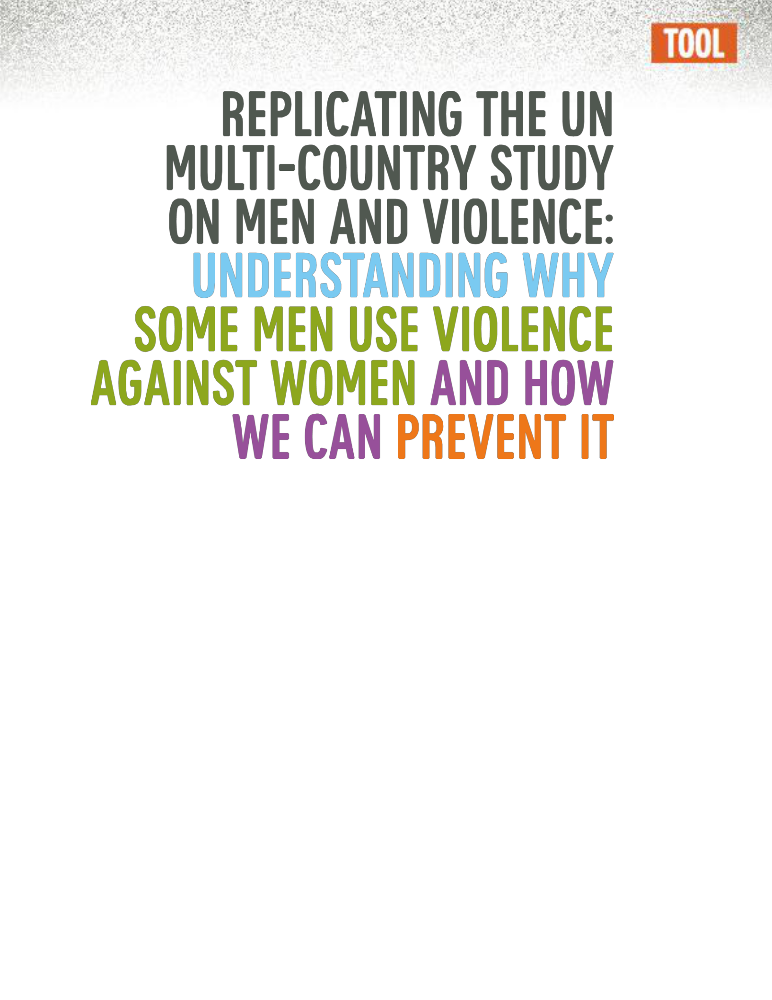 TOOL
REPLICATING THE UN
MULTI-COUNTRY STUDY
ON MEN AND VIOLENCE:
UNDERSTANDING WHY
SOME MEN USE VIOLENCE
AGAINST WOMEN AND HOW
WE CAN PREVENT IT